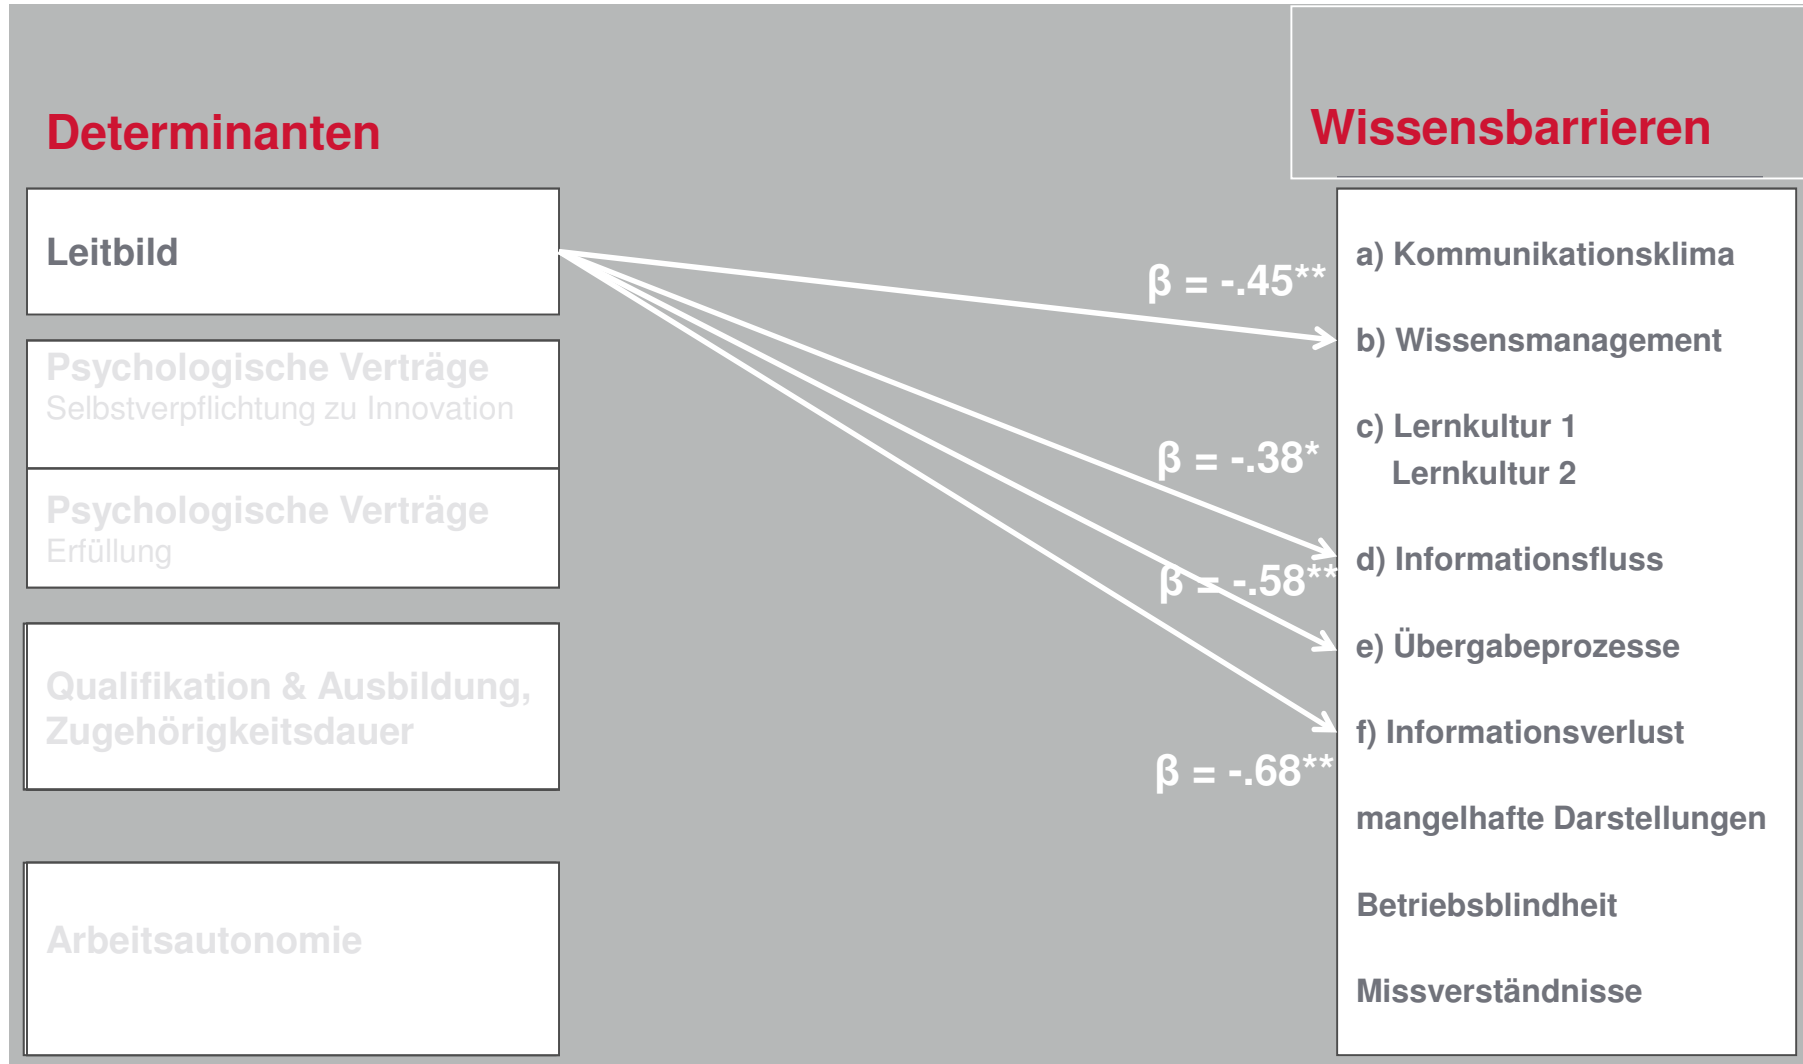 Determinanten
Leitbild
Psychologische Verträge
Selbstverpflichtung zu Innovation
Psychologische Verträge
Erfüllung
Qualifikation & Ausbildung,
Zugehörigkeitsdauer
Arbeitsautonomie
β = -.45**
β = -.38*
β = -.58**
β = -.68**
Wissensbarrieren
a) Kommunikationsklima
b) Wissensmanagement
c) Lernkultur 1
Lernkultur 2
d) Informationsfluss
e) Übergabeprozesse
f) Informationsverlust
mangelhafte Darstellungen
Betriebsblindheit
Missverständnisse